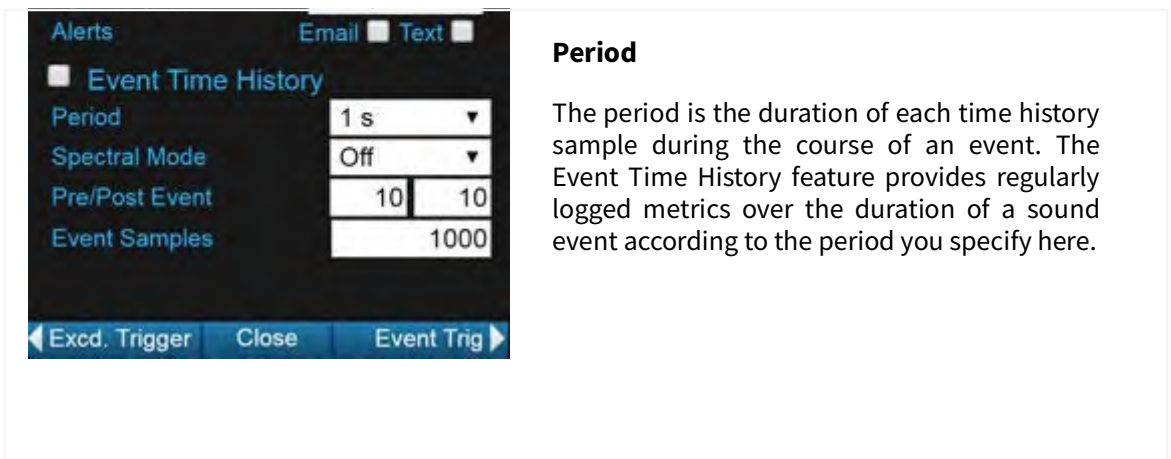 Alerts Email Text
Event Time History
Period 1 s
Spectral Mode Off
Pre/Post Event 10 10
Event Samples 1000
Excd. Trigger Close Event Trig
Period
The period is the duration of each time history
sample during the course of an event. The
Event Time History feature provides regularly
logged metrics over the duration of a sound
event according to the period you specify here.